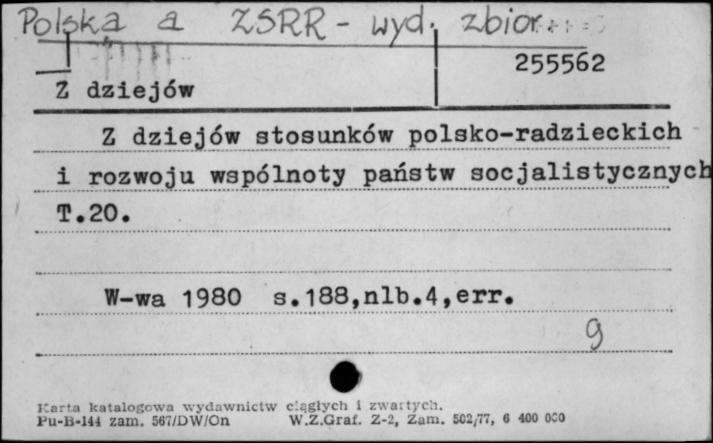 Polska a ZSRR - wyd. zbior.
255562
Z dziejów
Z dziejów stosunków polsko-radzieckich
i rozwoju wspólnoty państw socjalistycznych
T.20.
W-wa 1980 s.188,nlb.4,err.
g
Karta katalogowa wydawnictw ciągłych i zwartych.
Pu-B-144 zam. 567/DW/On W.Z.Graf. Z-2, Zam. 502/77, 6 400 000